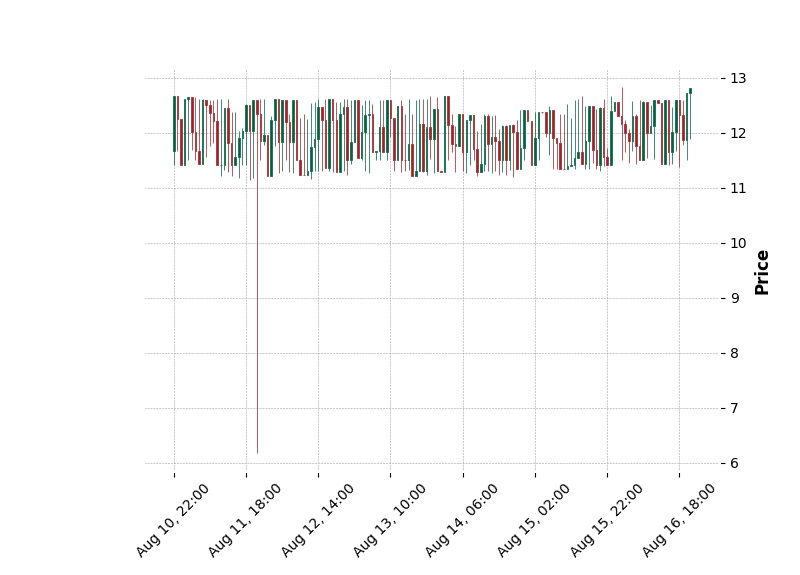 13
12
11
10
9
8
7
6
Price
Aug 10, 22:00
Aug 11, 18:00
Aug 12, 14:00
Aug 13, 10:00
Aug 14, 06:00
Aug 15, 02:00
Aug 15, 22:00
Aug 16, 18:00